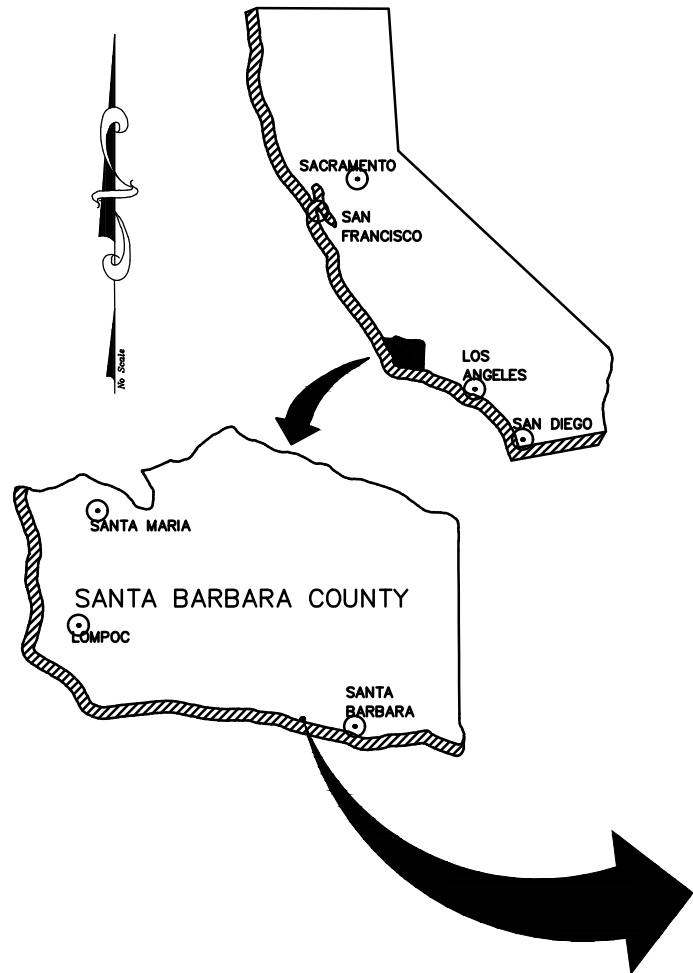 SACRAMENTO
SAN
FRANCISCO
LOS
ANGELES
SAN DIEGO
No Scale
SANTA MARIA
SANTA BARBARA COUNTY
LOMPOC
SANTA
BARBARA